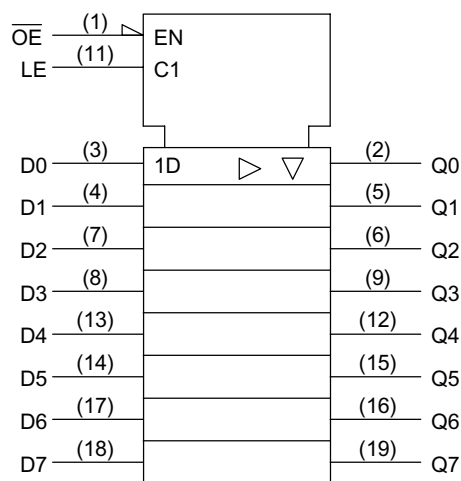 O̅E̅ (1) EN
LE (11) C1
D0 (3) 1D (2) Q0
D1 (4) (5) Q1
D2 (7) (6) Q2
D3 (8) (9) Q3
D4 (13) (12) Q4
D5 (14) (15) Q5
D6 (17) (16) Q6
D7 (18) (19) Q7